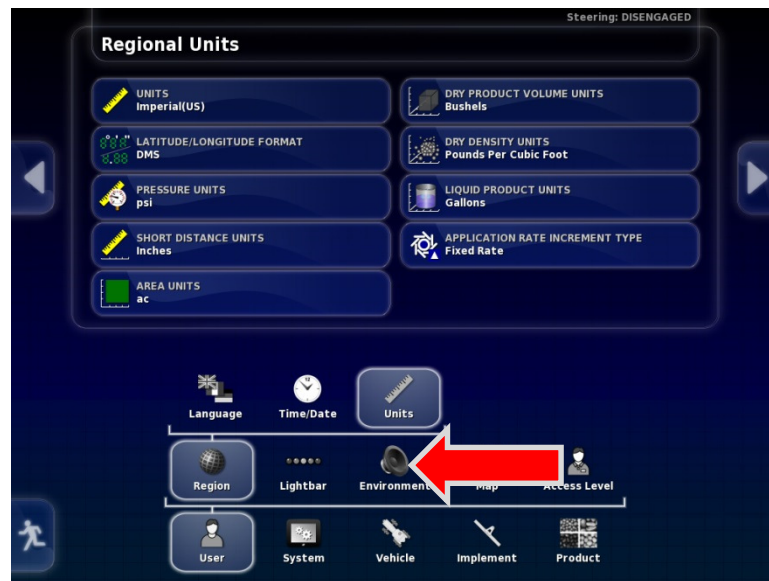 Steering: DISENGAGED
Regional Units
UNITS
Imperial(US)
DRY PRODUCT VOLUME UNITS
Bushels
LATITUDE/LONGITUDE FORMAT
DMS
DRY DENSITY UNITS
Pounds Per Cubic Foot
PRESSURE UNITS
psi
LIQUID PRODUCT UNITS
Gallons
SHORT DISTANCE UNITS
Inches
APPLICATION RATE INCREMENT TYPE
Fixed Rate
AREA UNITS
ac
Language Time/Date Units
Region Lightbar Environment Map Access Level
User System Vehicle Implement Product